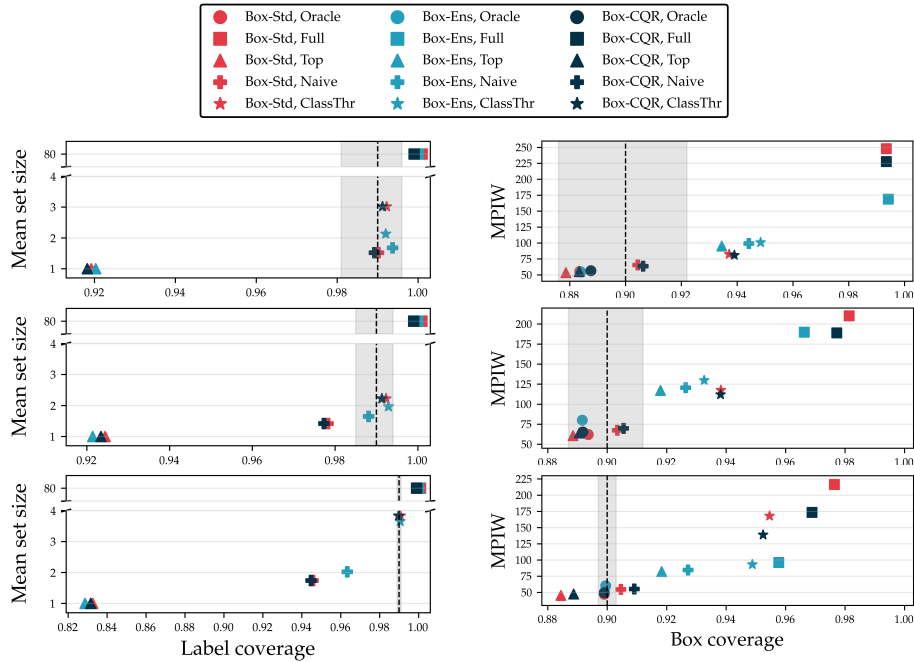 Box-Std, Oracle Box-Ens, Oracle Box-CQR, Oracle
Box-Std, Full Box-Ens, Full Box-CQR, Full
Box-Std, Top Box-Ens, Top Box-CQR, Top
Box-Std, Naive Box-Ens, Naive Box-CQR, Naive
Box-Std, ClassThr Box-Ens, ClassThr Box-CQR, ClassThr
Mean set size
80
4
3
2
1
0.92 0.94 0.96 0.98 1.00
MPIW
250
225
200
175
150
125
100
75
50
0.88 0.90 0.92 0.94 0.96 0.98 1.00
Mean set size
80
4
3
2
1
0.92 0.94 0.96 0.98 1.00
MPIW
200
175
150
125
100
75
50
0.88 0.90 0.92 0.94 0.96 0.98 1.00
Mean set size
80
4
3
2
1
0.82 0.84 0.86 0.88 0.90 0.92 0.94 0.96 0.98 1.00
Label coverage
MPIW
225
200
175
150
125
100
75
50
0.88 0.90 0.92 0.94 0.96 0.98 1.00
Box coverage